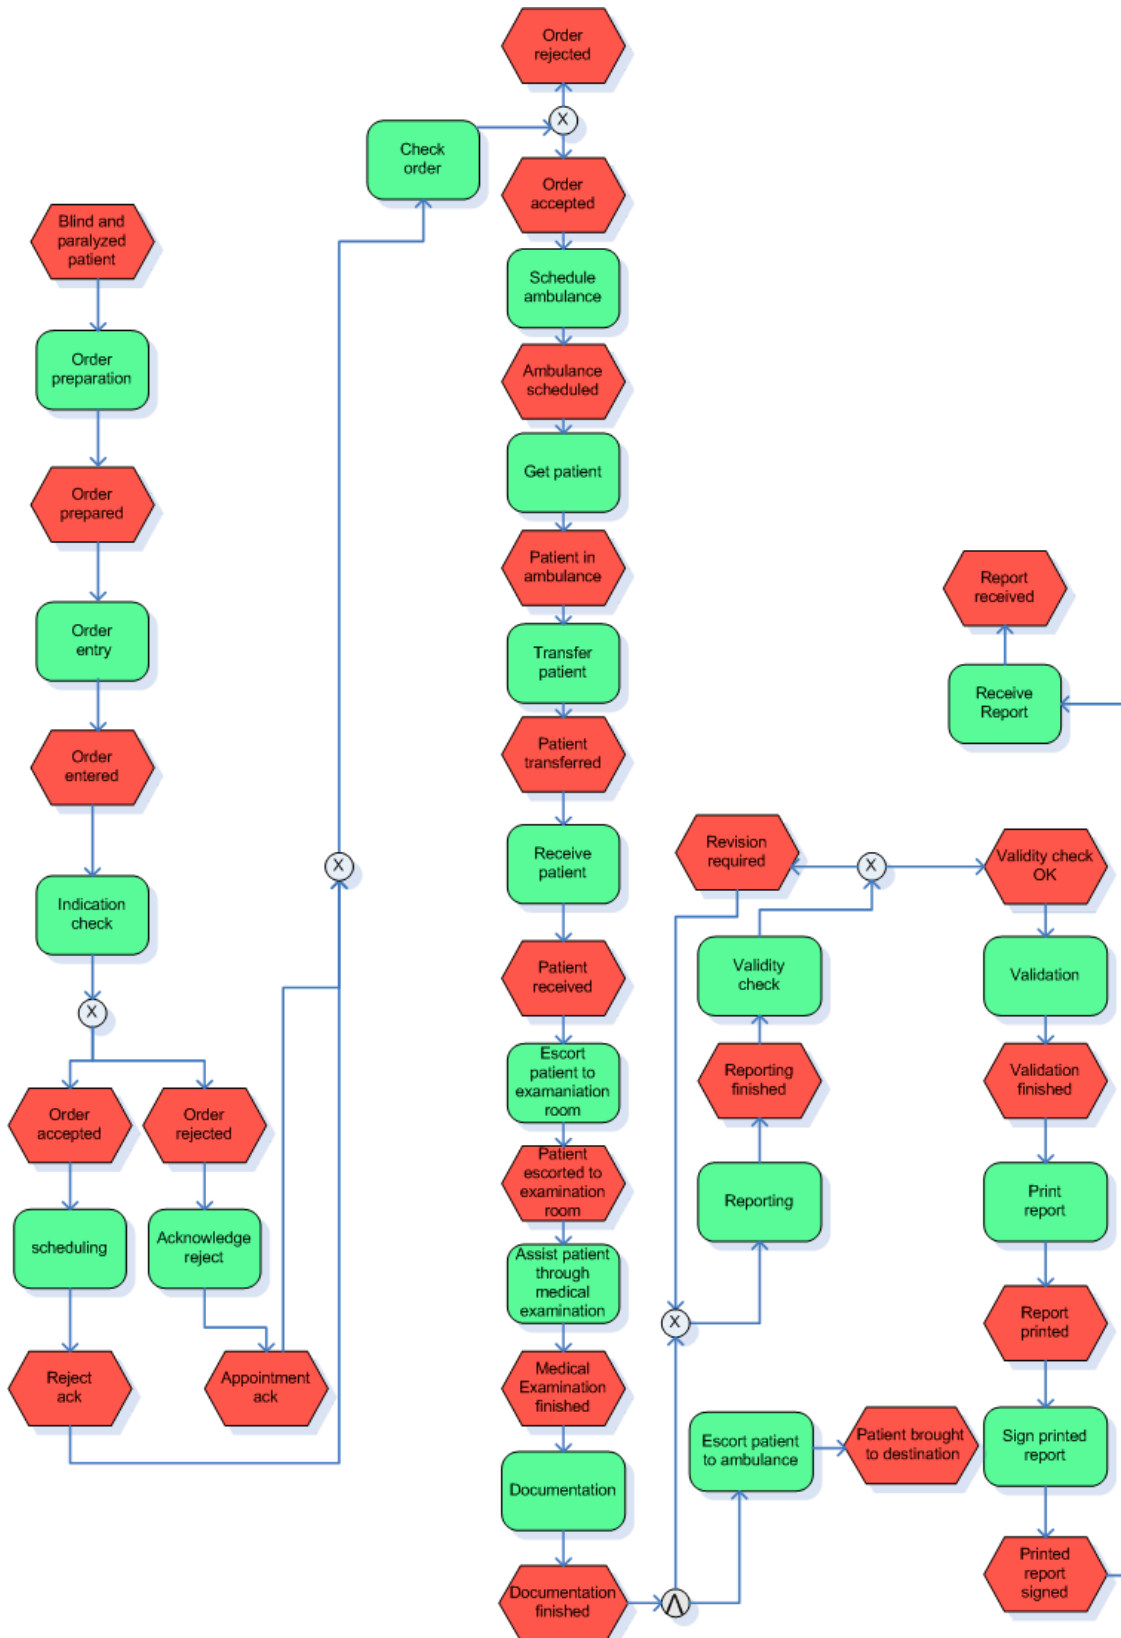 Blind and
paralyzed
patient
Order
preparation
Order
prepared
Order
entry
Order
entered
Indication
check
X
Order
accepted
Order
rejected
scheduling
Acknowledge
reject
Reject
ack
Appointment
ack
X
Check
order
Order
rejected
X
Order
accepted
Schedule
ambulance
Ambulance
scheduled
Get patient
Patient in
ambulance
Transfer
patient
Patient
transferred
Receive
patient
Patient
received
Escort
patient to
examaniation
room
Patient
escorted to
examination
room
Assist patient
through
medical
examination
Medical
Examination
finished
Documentation
Documentation
finished
⋀
Escort patient
to ambulance
Patient brought
to destination
X
Reporting
Reporting
finished
Validity
check
X
Revision
required
Validity check
OK
Validation
Validation
finished
Print
report
Report
printed
Sign printed
report
Printed
report
signed
Receive
Report
Report
received